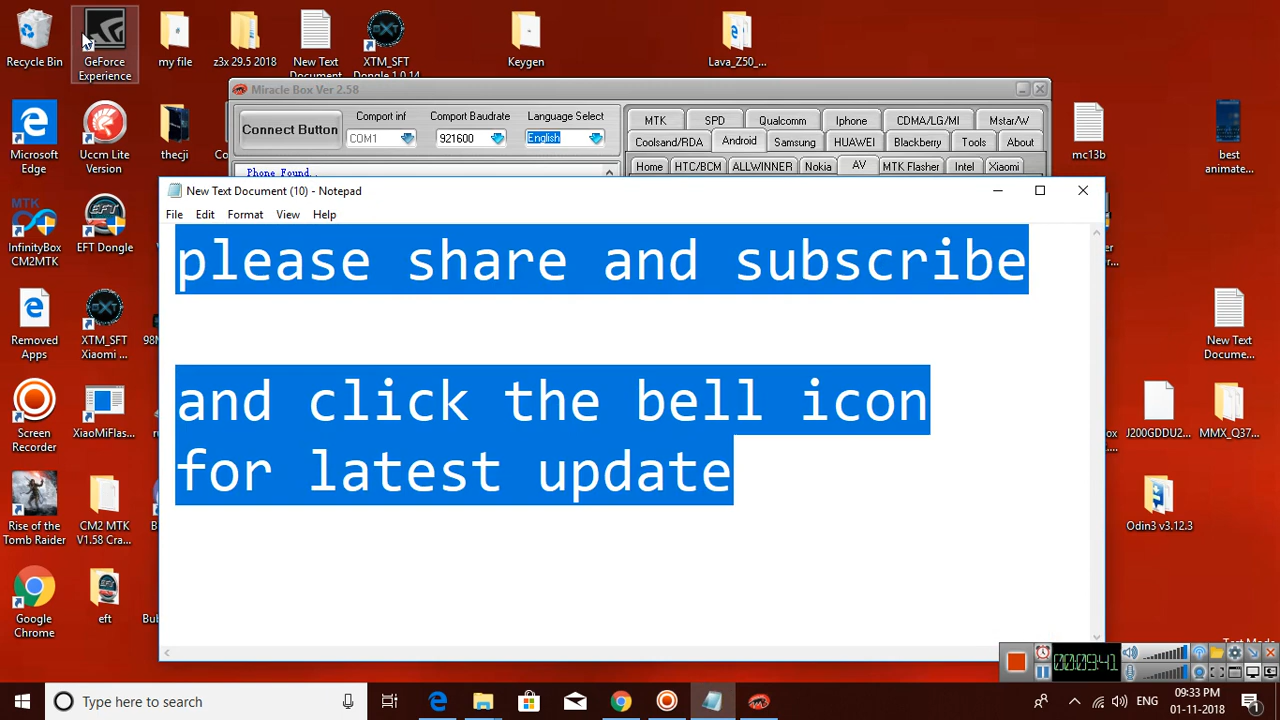 Recycle Bin
GeForce Experience
my file
z3x 29.5 2018
New Text Document
XTM_SFT Dongle 1.0.14
Keygen
Lava_Z50_...
Miracle Box Ver 2.58
Connect Button
Comport inf
Comport Baudrate
Language Select
COM1
921600
English
MTK
SPD
Qualcomm
Iphone
CDMA/LG/MI
Mstar/W
Coolsand/RDA
Android
Samsung
HUAWEI
Blackberry
Tools
About
Home
HTC/BCM
ALLWINNER
Nokia
AV
MTK Flasher
Intel
Xiaomi
Phone Found..
Microsoft Edge
Uccm Lite Version
thecji
mc13b
best animate...
New Text Document (10) - Notepad
File
Edit
Format
View
Help
please share and subscribe
and click the bell icon
for latest update
MTK
InfinityBox CM2MTK
EFT Dongle
Removed Apps
XTM_SFT Xiaomi ...
New Text Docume...
Screen Recorder
XiaoMiFlas...
J200GDDU2...
MMX_Q37...
Rise of the Tomb Raider
CM2 MTK V1.58 Cra...
Odin3 v3.12.3
Google Chrome
eft
00:09:41
Type here to search
ENG
09:33 PM
01-11-2018